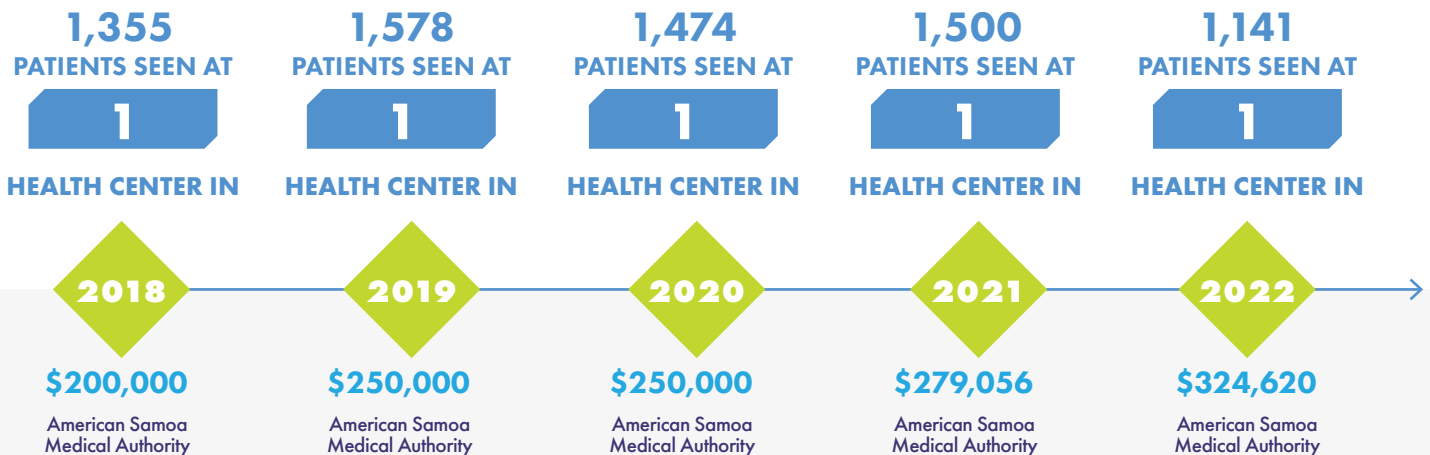 1,355
PATIENTS SEEN AT
1
HEALTH CENTER IN
2018
$200,000
American Samoa
Medical Authority
1,578
PATIENTS SEEN AT
1
HEALTH CENTER IN
2019
$250,000
American Samoa
Medical Authority
1,474
PATIENTS SEEN AT
1
HEALTH CENTER IN
2020
$250,000
American Samoa
Medical Authority
1,500
PATIENTS SEEN AT
1
HEALTH CENTER IN
2021
$279,056
American Samoa
Medical Authority
1,141
PATIENTS SEEN AT
1
HEALTH CENTER IN
2022
$324,620
American Samoa
Medical Authority